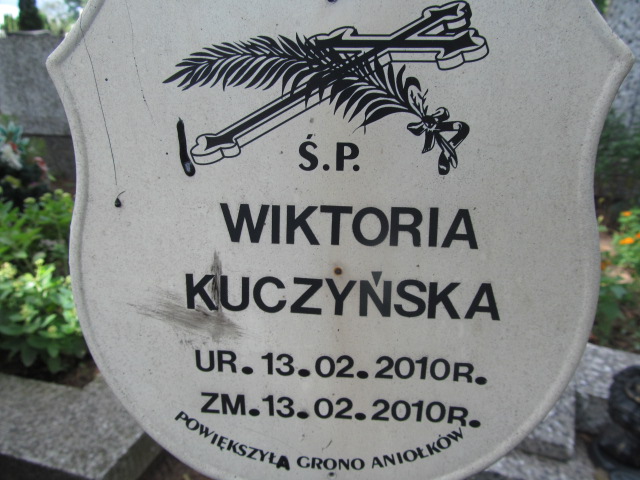 Ś.P.
WIKTORIA
KUCZYŃSKA
UR. 13.02.2010R.
ZM. 13.02.2010R.
POWIĘKSZYŁA GRONO ANIOŁKÓW